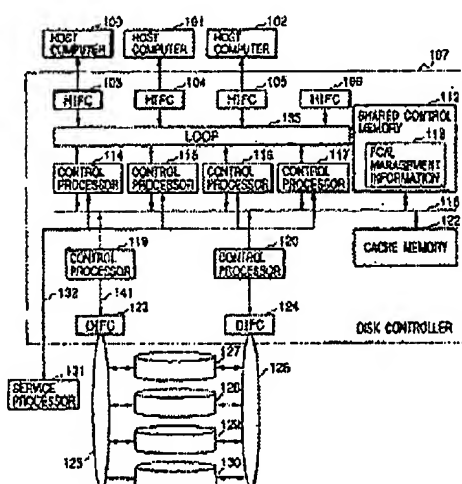 100
101
102
HOST COMPUTER
HOST COMPUTER
HOST COMPUTER
107
103
104
105
106
HIFC
HIFC
HIFC
HIFC
LOOP
133
SHARED CONTROL MEMORY
118
MANAGEMENT INFORMATION
114
115
116
117
CONTROL PROCESSOR
CONTROL PROCESSOR
CONTROL PROCESSOR
CONTROL PROCESSOR
122
CACHE MEMORY
119
120
CONTROL PROCESSOR
CONTROL PROCESSOR
132
141
123
124
DIFC
DIFC
DISK CONTROLLER
127
126
131
SERVICE PROCESSOR
125
130